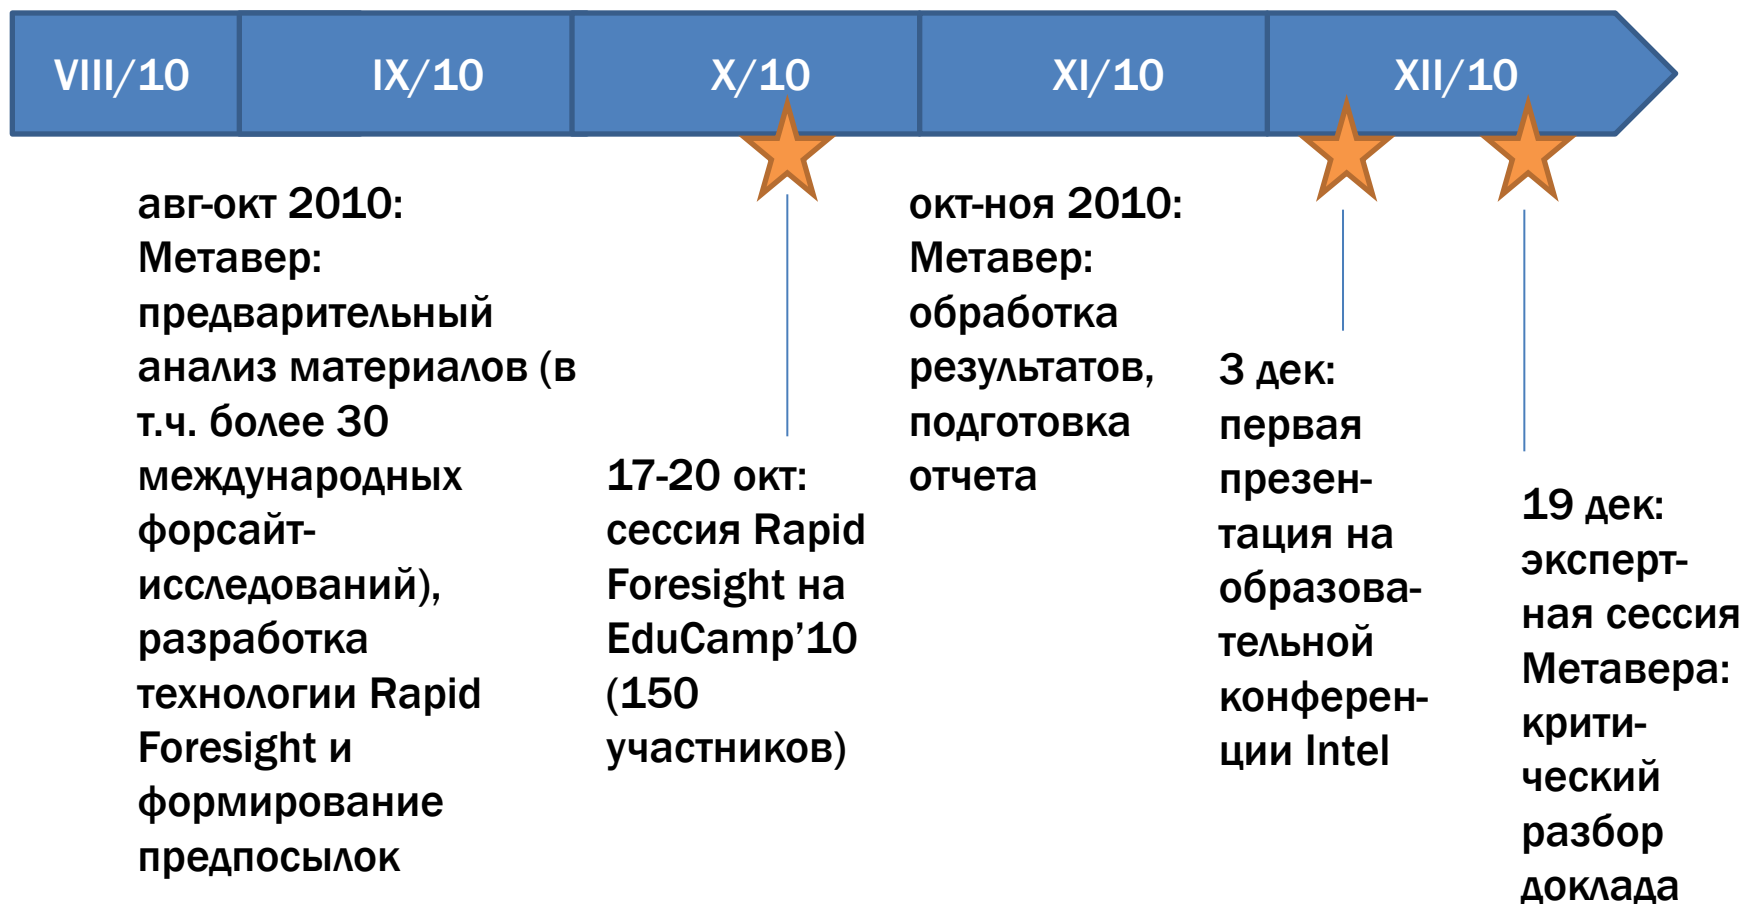 VIII/10
IX/10
X/10
XI/10
XII/10
авг-окт 2010:
Метавер:
предварительный
анализ материалов (в
т.ч. более 30
международных
форсайт-
исследований),
разработка
технологии Rapid
Foresight и
формирование
предпосылок
17-20 окт:
сессия Rapid
Foresight на
EduCamp’10
(150
участников)
окт-ноя 2010:
Метавер:
обработка
результатов,
подготовка
отчета
3 дек:
первая
презен-
тация на
образова-
тельной
конферен-
ции Intel
19 дек:
эксперт-
ная сессия
Метавера:
крити-
ческий
разбор
доклада